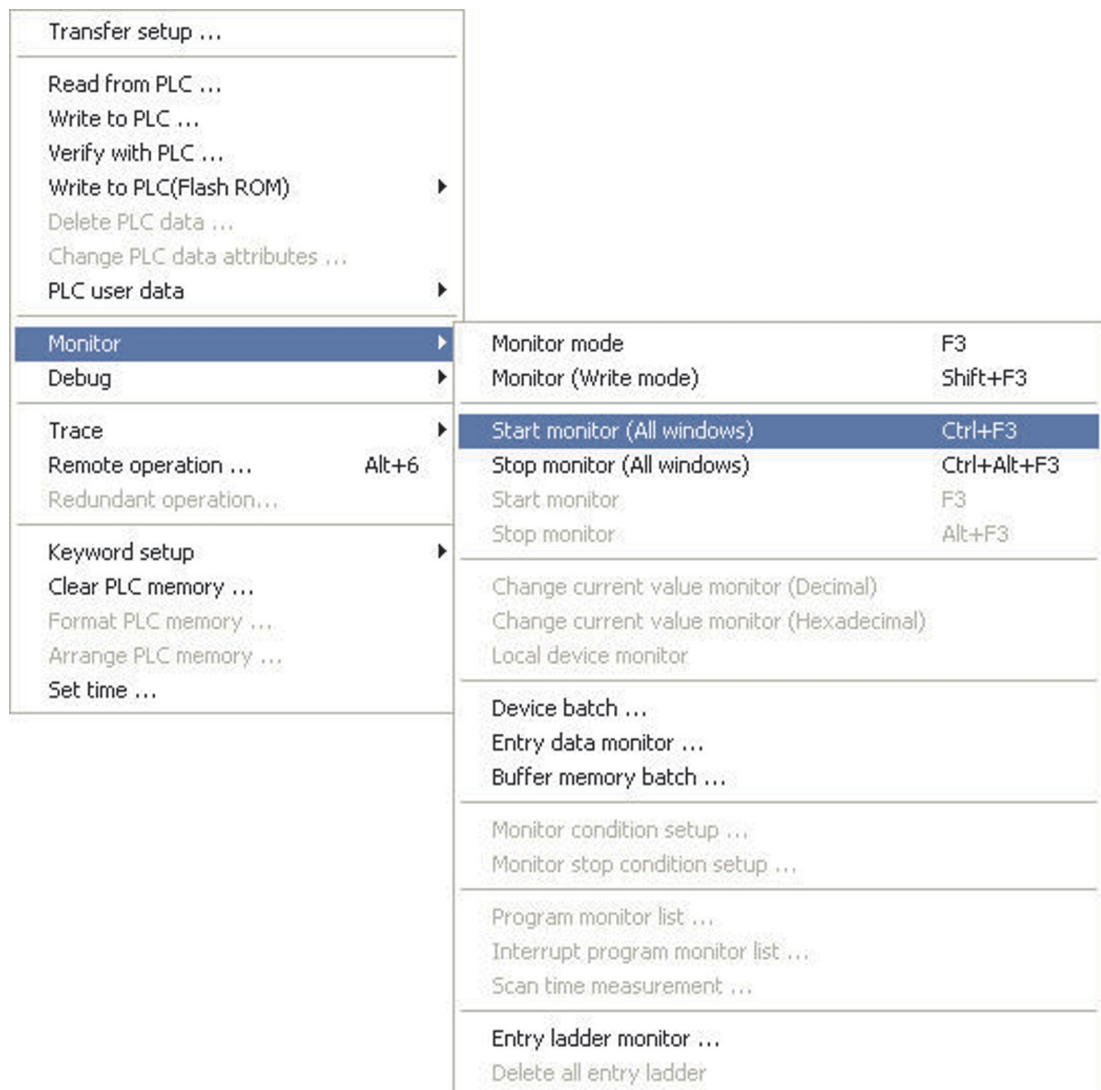 Transfer setup ...
Read from PLC ...
Write to PLC ...
Verify with PLC ...
Write to PLC(Flash ROM)
Delete PLC data ...
Change PLC data attributes ...
PLC user data
Monitor
Debug
Trace
Remote operation ... Alt+6
Redundant operation...
Keyword setup
Clear PLC memory ...
Format PLC memory ...
Arrange PLC memory ...
Set time ...
Monitor mode F3
Monitor (Write mode) Shift+F3
Start monitor (All windows) Ctrl+F3
Stop monitor (All windows) Ctrl+Alt+F3
Start monitor F3
Stop monitor Alt+F3
Change current value monitor (Decimal)
Change current value monitor (Hexadecimal)
Local device monitor
Device batch ...
Entry data monitor ...
Buffer memory batch ...
Monitor condition setup ...
Monitor stop condition setup ...
Program monitor list ...
Interrupt program monitor list ...
Scan time measurement ...
Entry ladder monitor ...
Delete all entry ladder